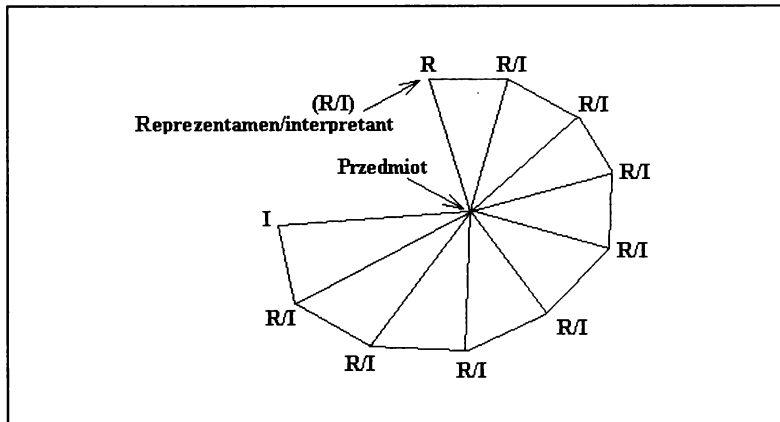 R
R/I
(R/I)
R/I
Reprezentamen/interpretant
Przedmiot
R/I
I
R/I
R/I
R/I
R/I
R/I